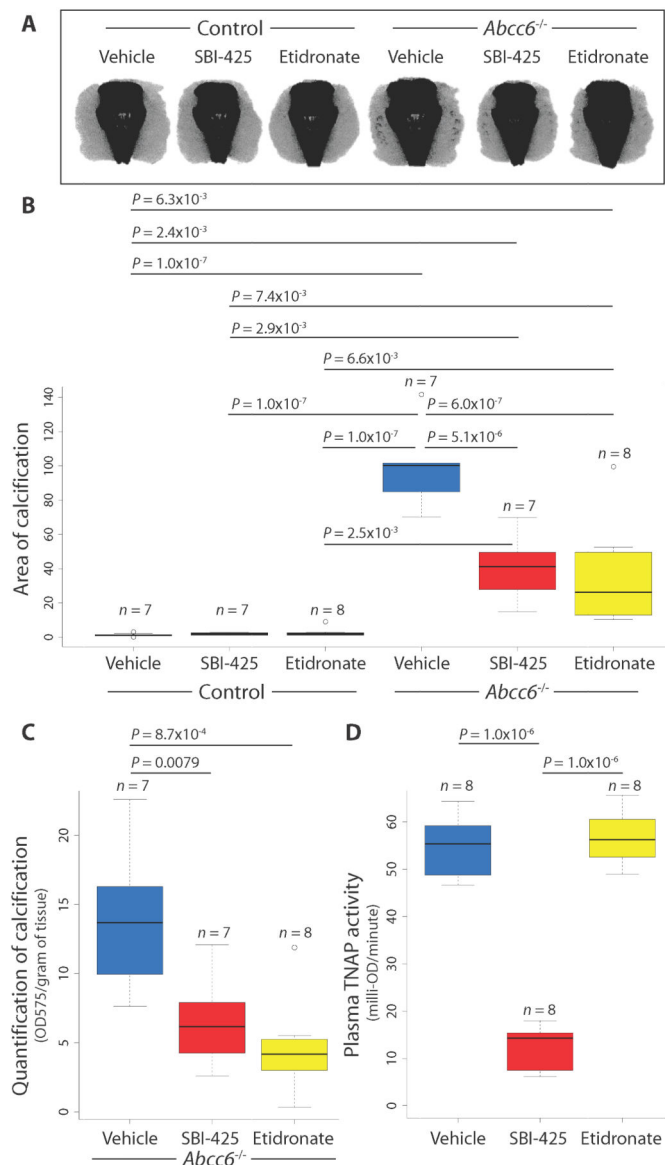 A
Control
Abcc6-/-
Vehicle SBI-425 Etidronate Vehicle SBI-425 Etidronate
B
P = 6.3x10-3
P = 2.4x10-3
P = 1.0x10-7
P = 7.4x10-3
P = 2.9x10-3
P = 6.6x10-3
n = 7
P = 1.0x10-7 P = 6.0x10-7
P = 1.0x10-7 P = 5.1x10-6
n = 8
n = 7
P = 2.5x10-3
n = 7 n = 7 n = 8
Area of calcification
140
100
80
60
40
20
0
Vehicle SBI-425 Etidronate Vehicle SBI-425 Etidronate
Control Abcc6-/-
C
P = 8.7x10-4
P = 0.0079
n = 7
n = 7
n = 8
Quantification of calcification
(OD575/gram of tissue)
20
15
10
5
0
Vehicle SBI-425 Etidronate
Abcc6-/-
D
P = 1.0x10-6
P = 1.0x10-6
n = 8 n = 8
n = 8
Plasma TNAP activity
(milli-OD/minute)
60
50
40
30
20
10
0
Vehicle SBI-425 Etidronate